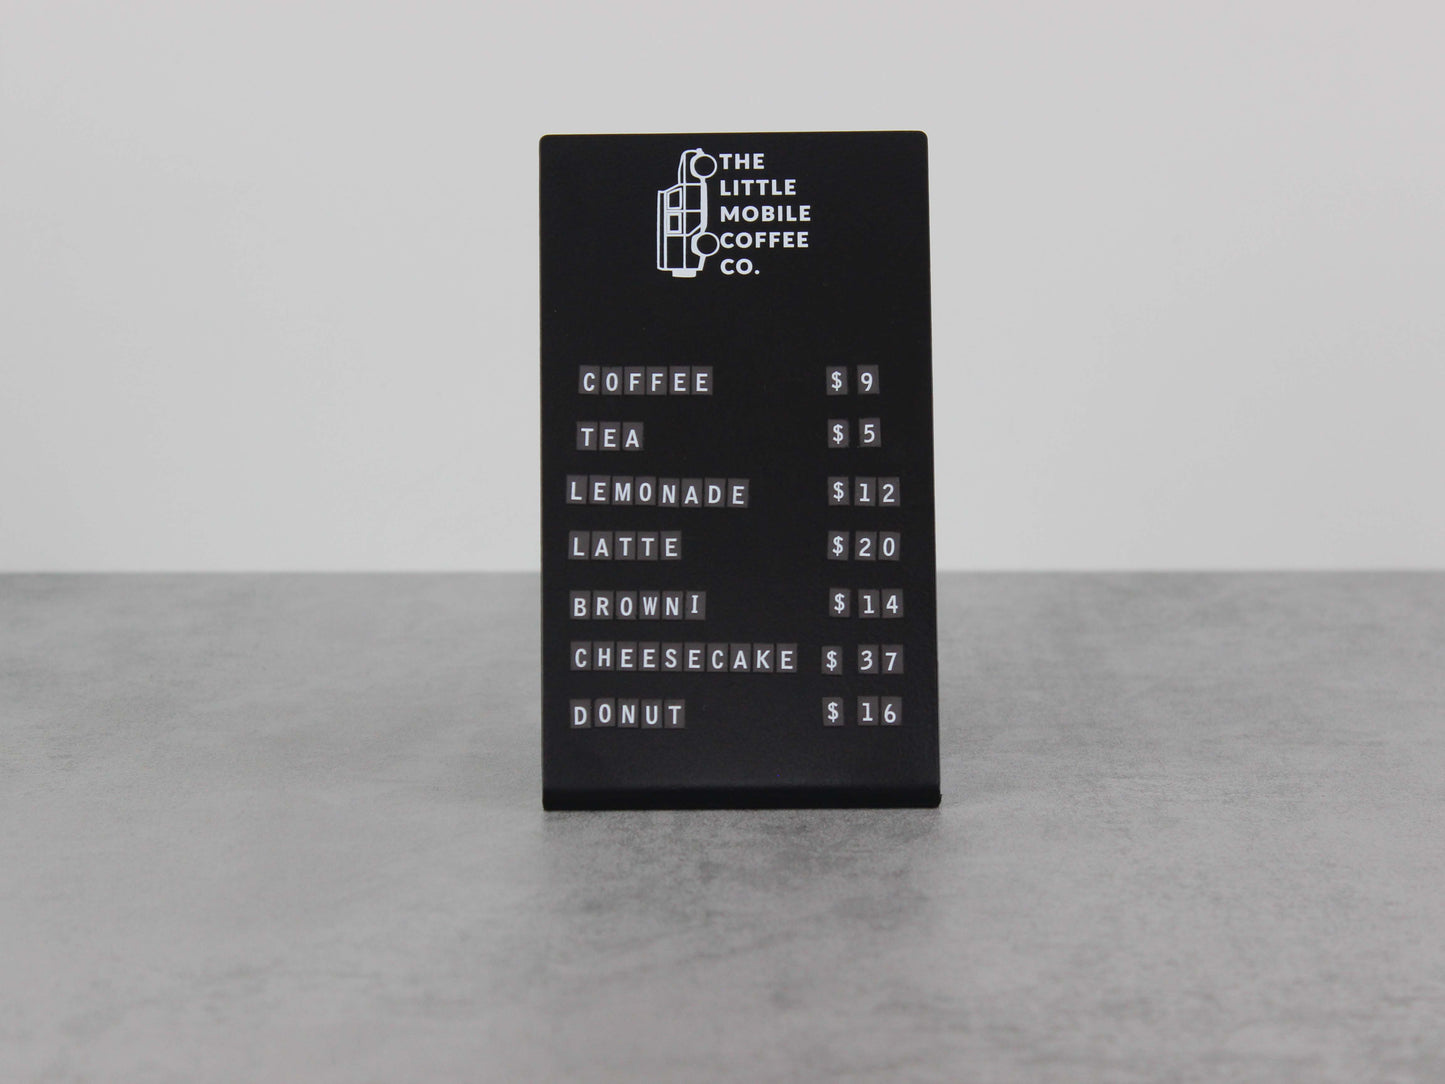 THE
LITTLE
MOBILE
COFFEE
CO.
COFFEE $ 9
TEA $ 5
LEMONADE $12
LATTE $20
BROWNI $14
CHEESECAKE $ 37
DONUT $ 16